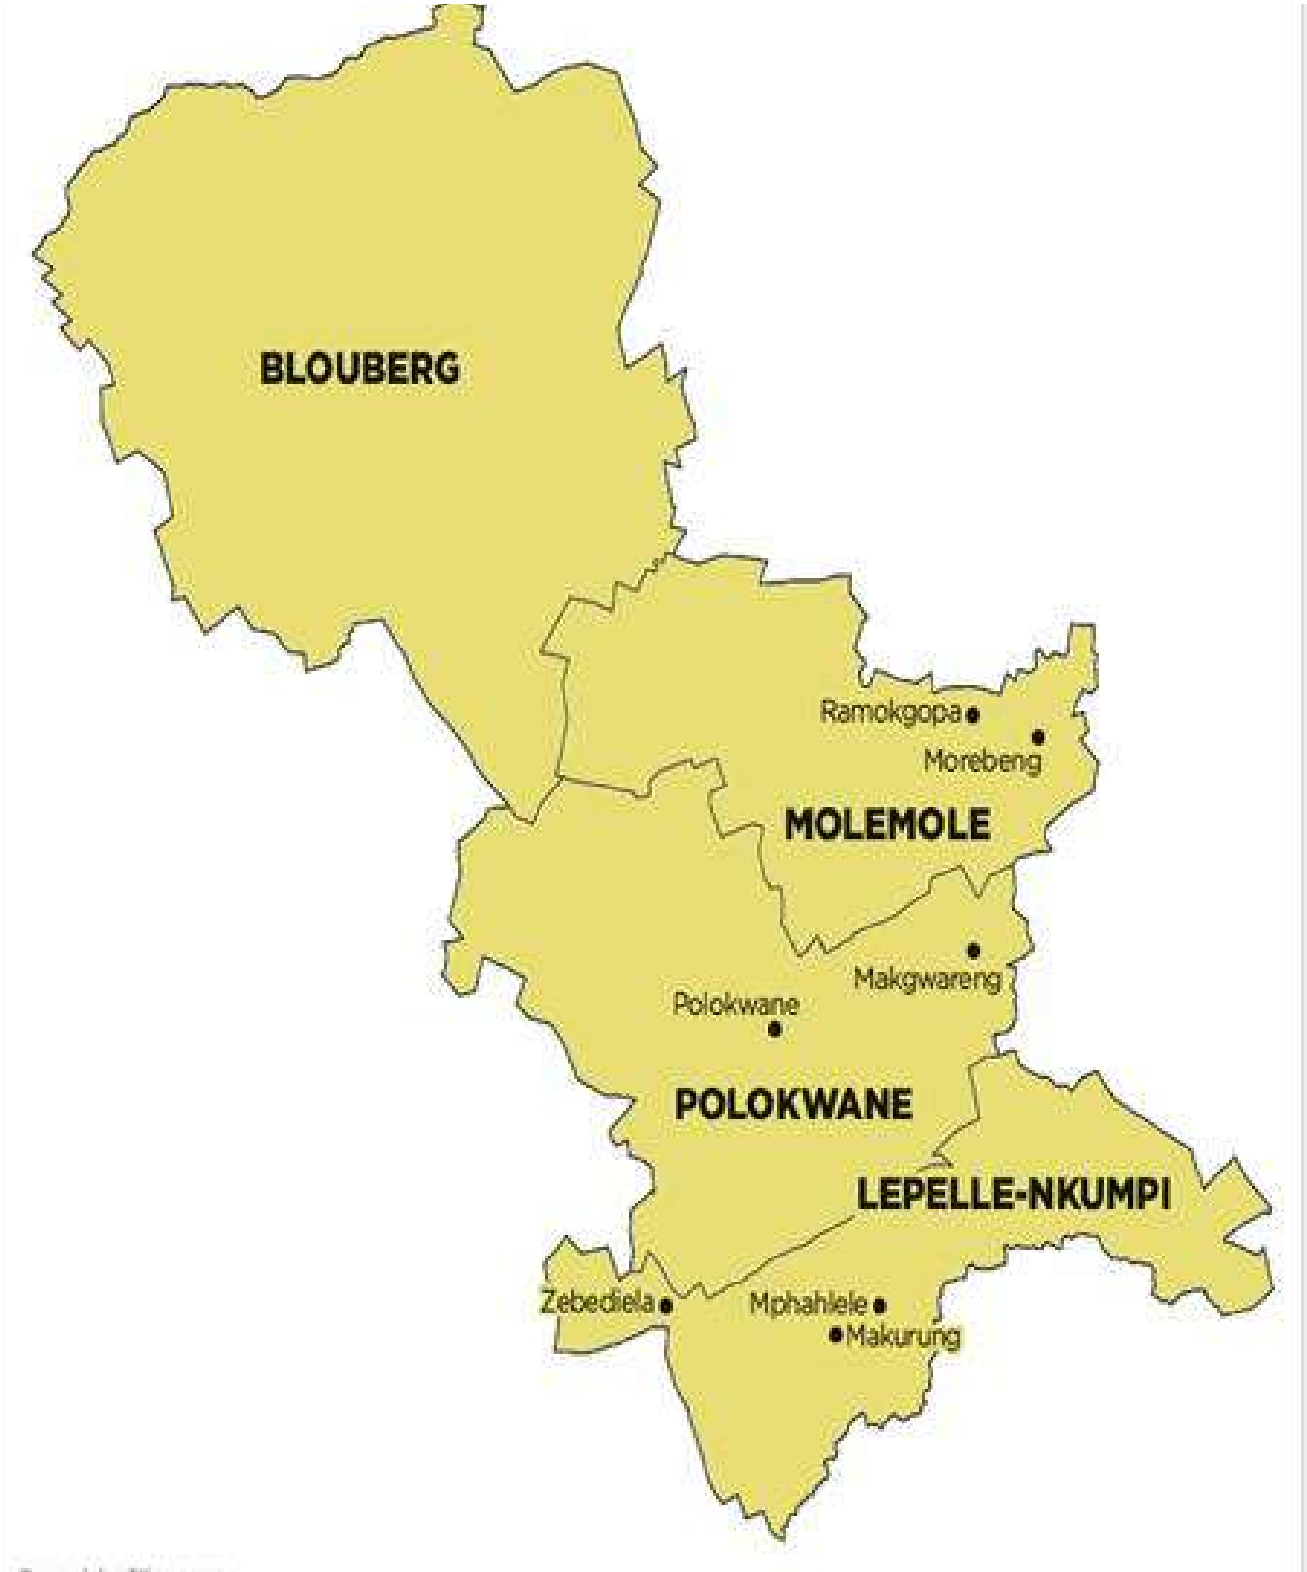 BLOUBERG
Ramokgopa
Morebeng
MOLEMOLE
Makgwareng
Polokwane
POLOKWANE
LEPELLE-NKUMPI
Zebediela
Mphahlele
Makurung